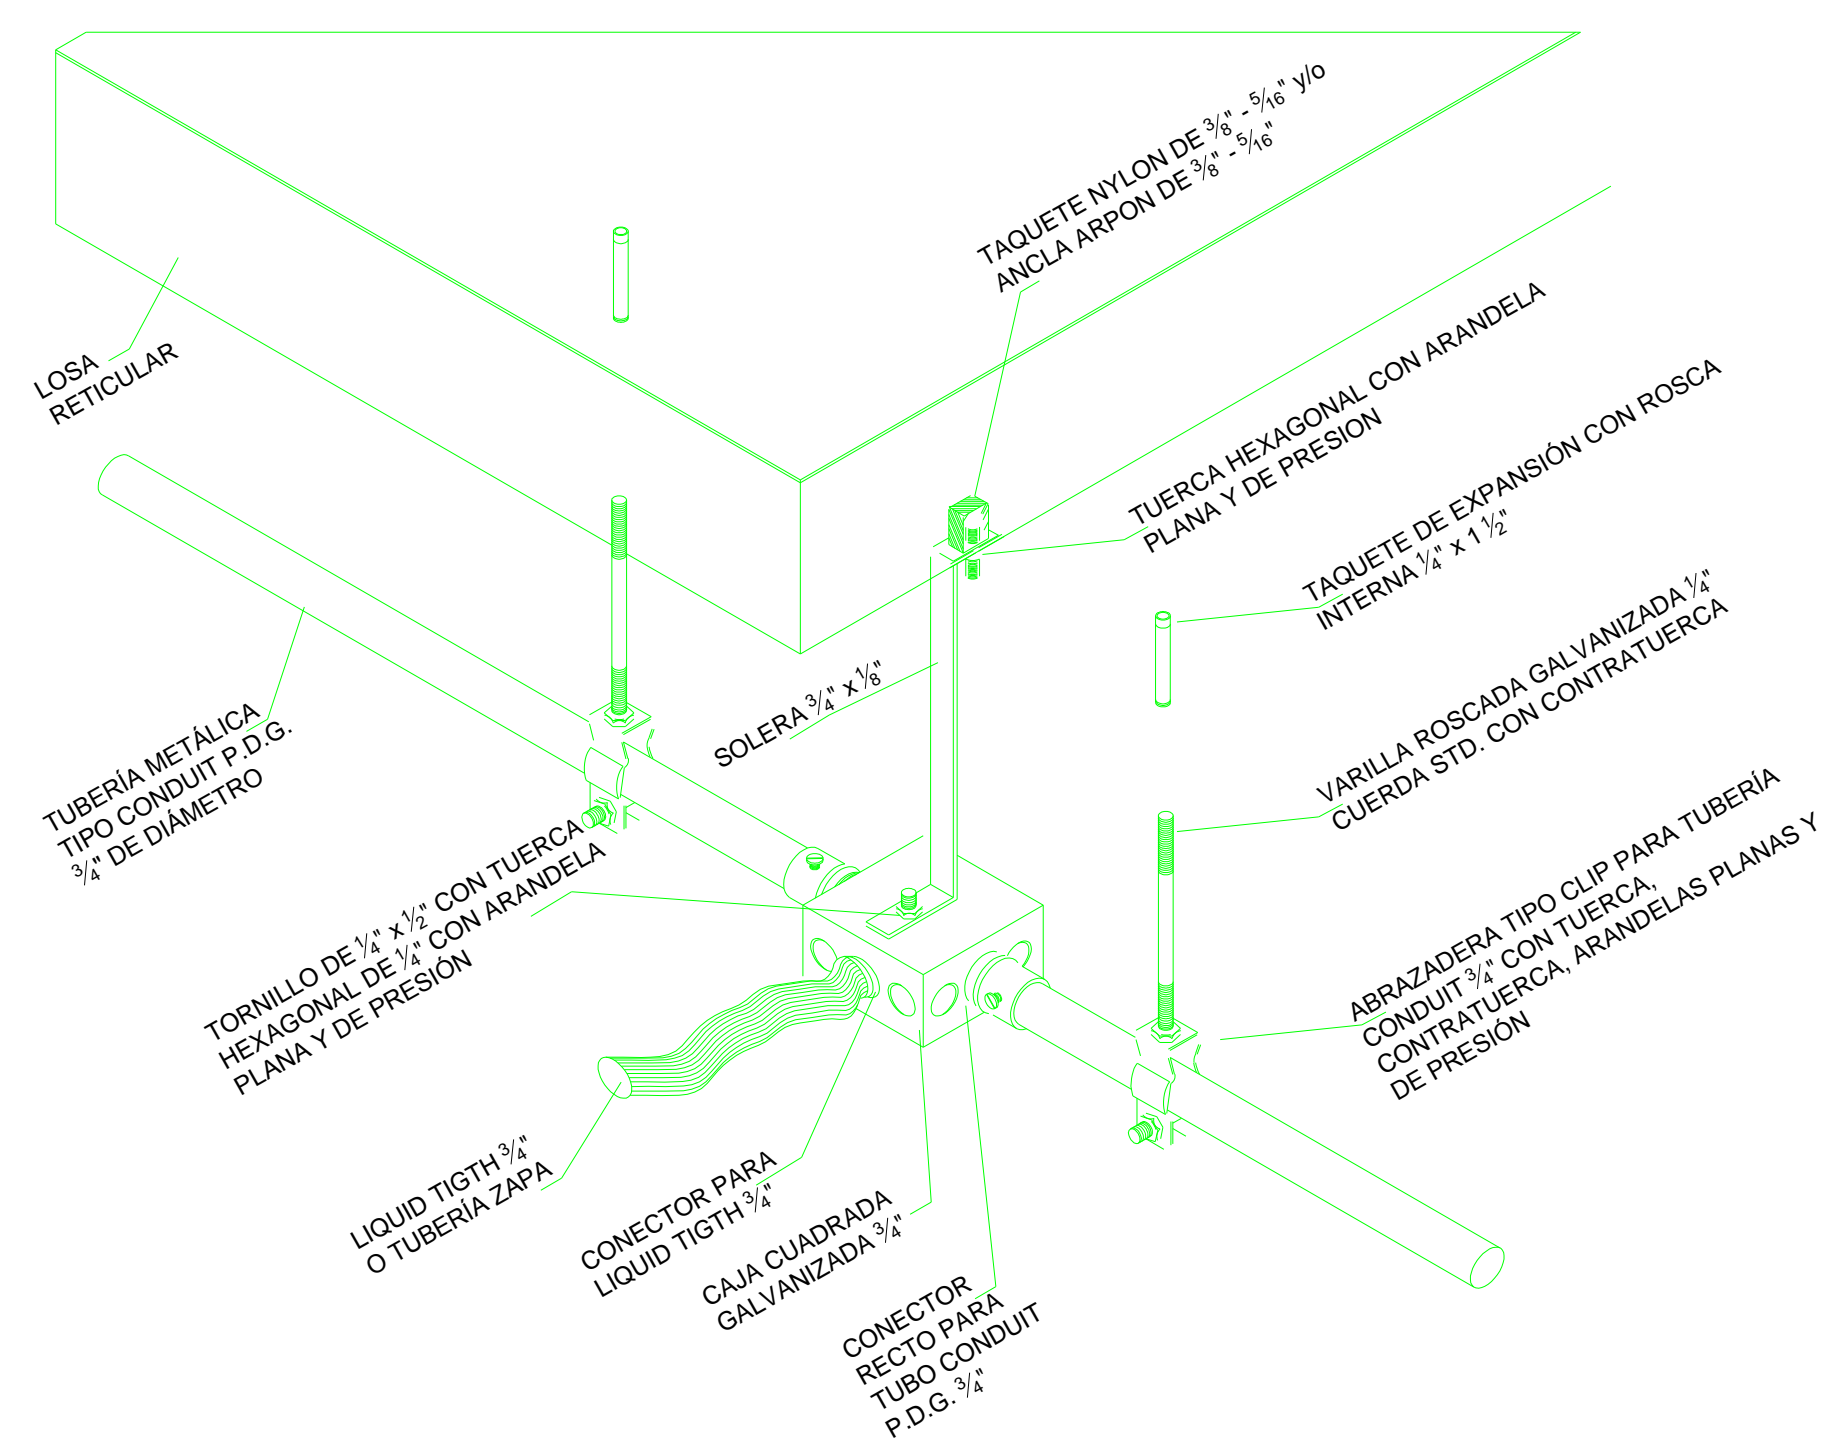 TAQUETE NYLON DE 3/8" - 5/16" y/o
ANCLA ARPON DE 3/8" - 5/16"
LOSA
RETICULAR
TUERCA HEXAGONAL CON ARANDELA
PLANA Y DE PRESION
TAQUETE DE EXPANSIÓN CON ROSCA
INTERNA 1/4" x 1 1/2"
SOLERA 3/4" x 1/8"
VARILLA ROSCADA GALVANIZADA 1/4"
CUERDA STD. CON CONTRATUERCA
TUBERÍA METÁLICA
TIPO CONDUIT P.D.G.
3/4" DE DIÁMETRO
ABRAZADERA TIPO CLIP PARA TUBERÍA
CONDUIT 3/4" CON TUERCA,
CONTRATUERCA, ARANDELAS PLANAS Y
DE PRESIÓN
TORNILLO DE 1/4" x 1/2" CON TUERCA
HEXAGONAL DE 1/4" CON ARANDELA
PLANA Y DE PRESIÓN
LIQUID TIGTH 3/4"
O TUBERÍA ZAPA
CONECTOR PARA
LIQUID TIGTH 3/4"
CAJA CUADRADA
GALVANIZADA 3/4"
CONECTOR
RECTO PARA
TUBO CONDUIT
P.D.G. 3/4"